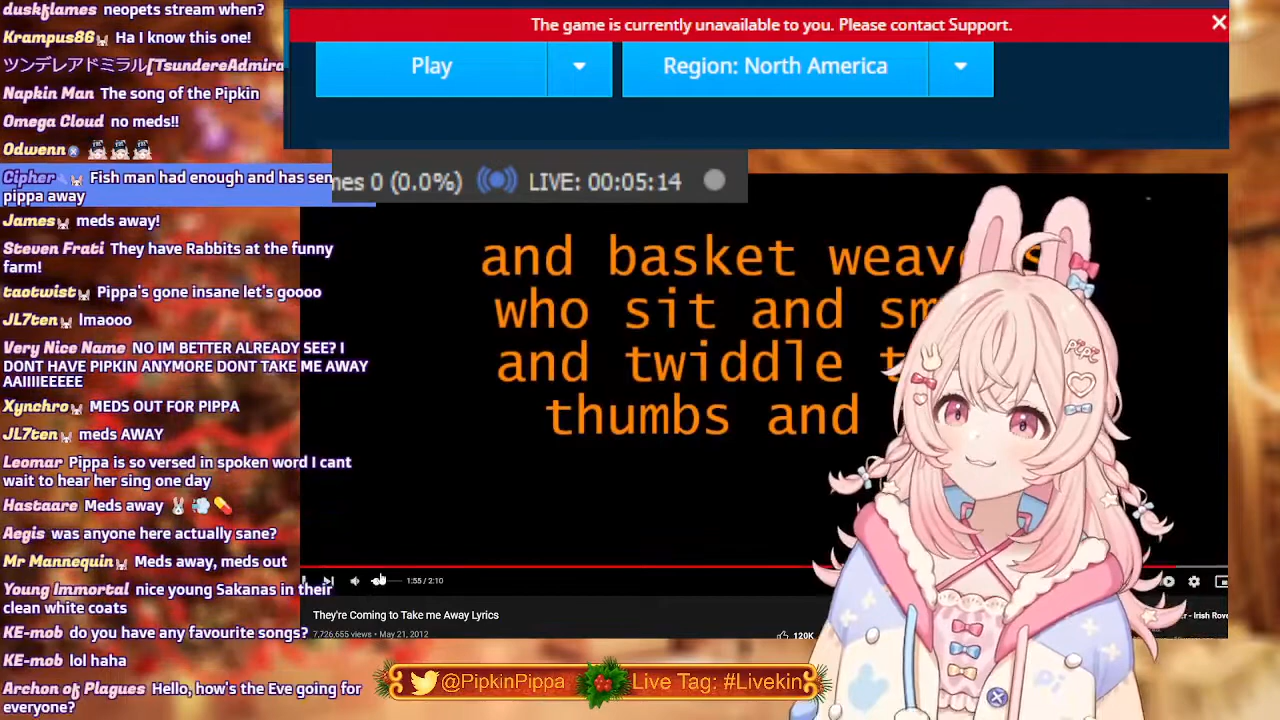 duskflames neopets stream when?
Krampus86 Ha I know this one!
ツンデレアドミラル[TsundereAdmira
Napkin Man The song of the Pipkin
Omega Cloud no meds!!
Odwenn
Cipher Fish man had enough and has sen
pippa away
James meds away!
Steven Frati They have Rabbits at the funny
farm!
taotwist Pippa's gone insane let's goooo
JL7ten lmaooo
Very Nice Name NO IM BETTER ALREADY SEE? I
DONT HAVE PIPKIN ANYMORE DONT TAKE ME AWAY
AAIIIIEEEEE
Xynchro MEDS OUT FOR PIPPA
JL7ten meds AWAY
Leomar Pippa is so versed in spoken word I cant
wait to hear her sing one day
Hastaare Meds away 🐰 💨 💊
Aegis was anyone here actually sane?
Mr Mannequin Meds away, meds out
Young Immortal nice young Sakanas in their
clean white coats
KE-mob do you have any favourite songs?
KE-mob lol haha
Archon of Plagues Hello, how's the Eve going for
everyone?
The game is currently unavailable to you. Please contact Support.
Play
Region: North America
mes 0 (0.0%) LIVE: 00:05:14
and basket weav s
who sit and sm
and twiddle t
thumbs and
1:55 / 2:10
They're Coming to Take me Away Lyrics
7,726,655 views • May 21, 2012
120K
r - Irish Rove
PiPi
@PipkinPippa
Live Tag: #Livekin